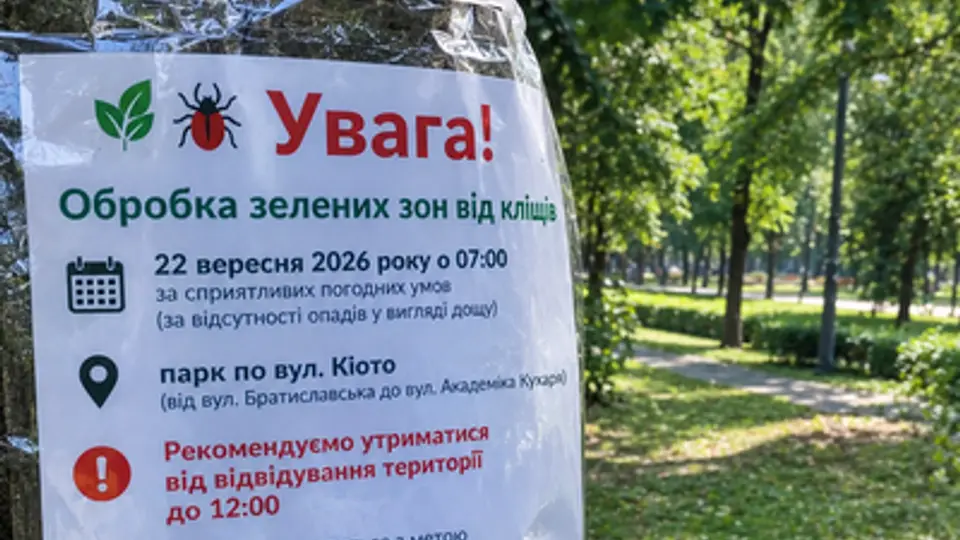 Увага!
Обробка зелених зон від кліщів
22 вересня 2026 року о 07:00
за сприятливих погодних умов
(за відсутності опадів у вигляді дощу)
парк по вул. Кіото
(від вул. Братиславська до вул. Академіка Кухаря)
Рекомендуємо утриматися
від відвідування території
до 12:00
з метою